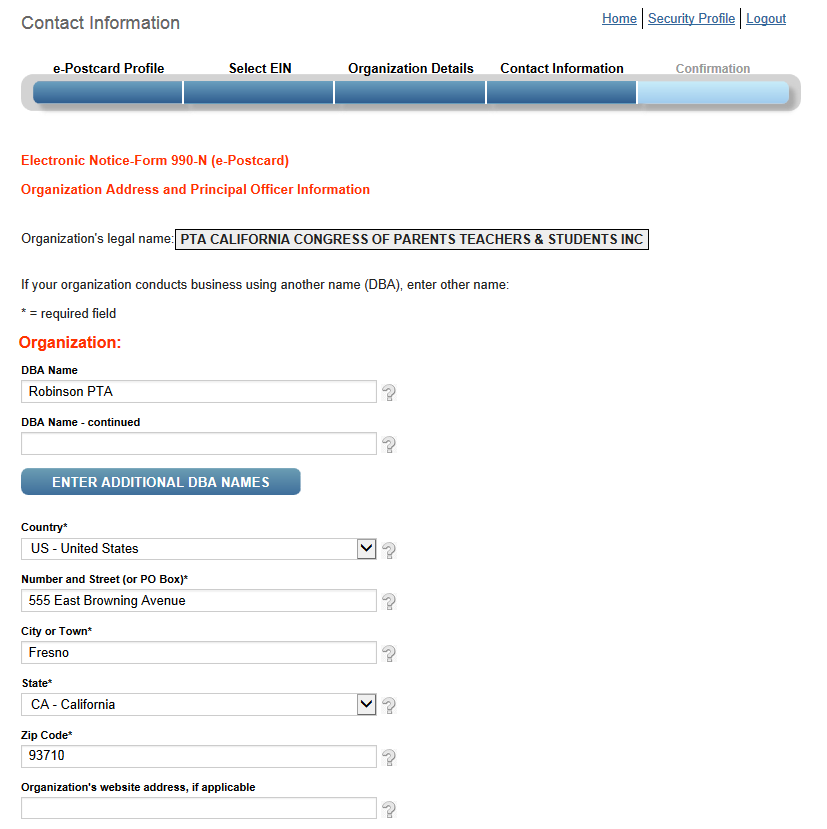 Contact Information
Home Security Profile Logout
e-Postcard Profile Select EIN Organization Details Contact Information Confirmation
Electronic Notice-Form 990-N (e-Postcard)
Organization Address and Principal Officer Information
Organization's legal name: PTA CALIFORNIA CONGRESS OF PARENTS TEACHERS & STUDENTS INC
If your organization conducts business using another name (DBA), enter other name:
* = required field
Organization:
DBA Name
Robinson PTA
?
DBA Name - continued
?
ENTER ADDITIONAL DBA NAMES
Country*
US - United States
?
Number and Street (or PO Box)*
555 East Browning Avenue
?
City or Town*
Fresno
?
State*
CA - California
?
Zip Code*
93710
?
Organization's website address, if applicable
?